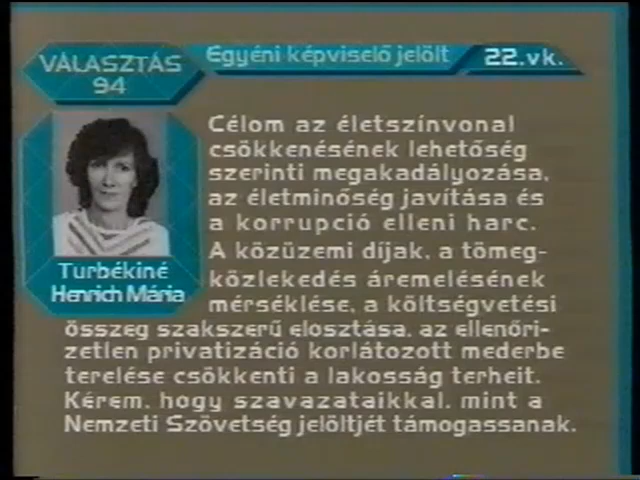 VÁLASZTÁS
94
Egyéni képviselő jelölt
22.vk.
Turbékiné
Henrich Mária
Célom az életszínvonal
csökkenésének lehetőség
szerinti megakadályozása,
az életminőség javítása és
a korrupció elleni harc.
A közüzemi díjak, a tömeg-
közlekedés áremelésének
mérséklése, a költségvetési
összeg szakszerű elosztása, az ellenőri-
zetlen privatizáció korlátozott mederbe
terelése csökkenti a lakosság terheit.
Kérem, hogy szavazataikkal, mint a
Nemzeti Szövetség jelöltjét támogassanak.